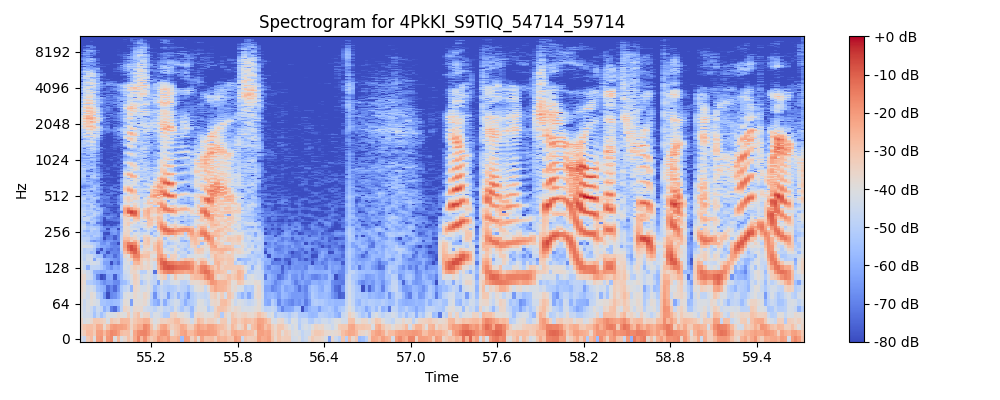 Spectrogram for 4PkKI_S9TIQ_54714_59714
8192
4096
2048
1024
512
256
128
64
0
Hz
55.2 55.8 56.4 57.0 57.6 58.2 58.8 59.4
Time
+0 dB
-10 dB
-20 dB
-30 dB
-40 dB
-50 dB
-60 dB
-70 dB
-80 dB